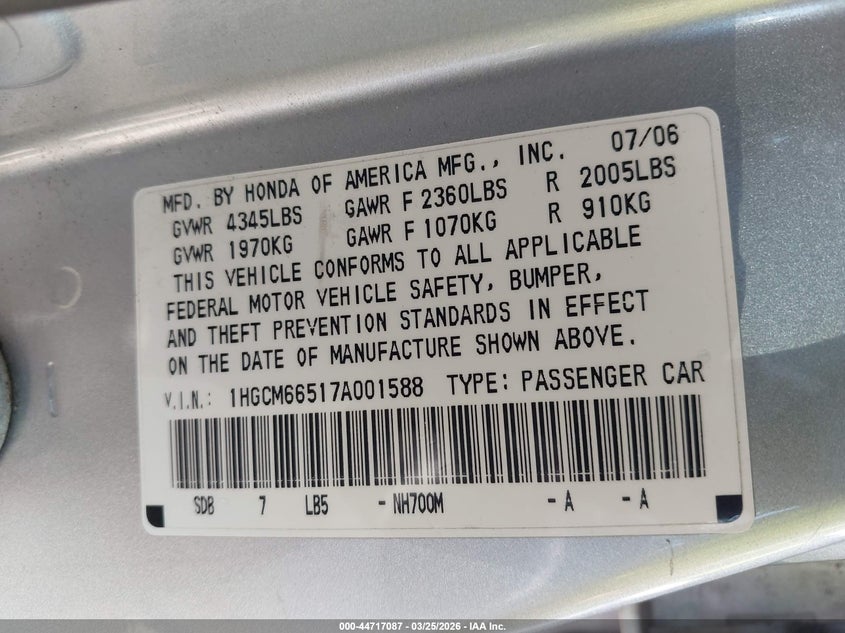 MFD. BY HONDA OF AMERICA MFG., INC. 07/06
GVWR 4345LBS GAWR F 2360LBS R 2005LBS
GVWR 1970KG GAWR F 1070KG R 910KG
THIS VEHICLE CONFORMS TO ALL APPLICABLE
FEDERAL MOTOR VEHICLE SAFETY, BUMPER,
AND THEFT PREVENTION STANDARDS IN EFFECT
ON THE DATE OF MANUFACTURE SHOWN ABOVE.
V.I.N.: 1HGCM66517A001588 TYPE: PASSENGER CAR
SDB 7 LB5 - NH700M - A - A
000-44717087 - 03/25/2026 - IAA Inc.